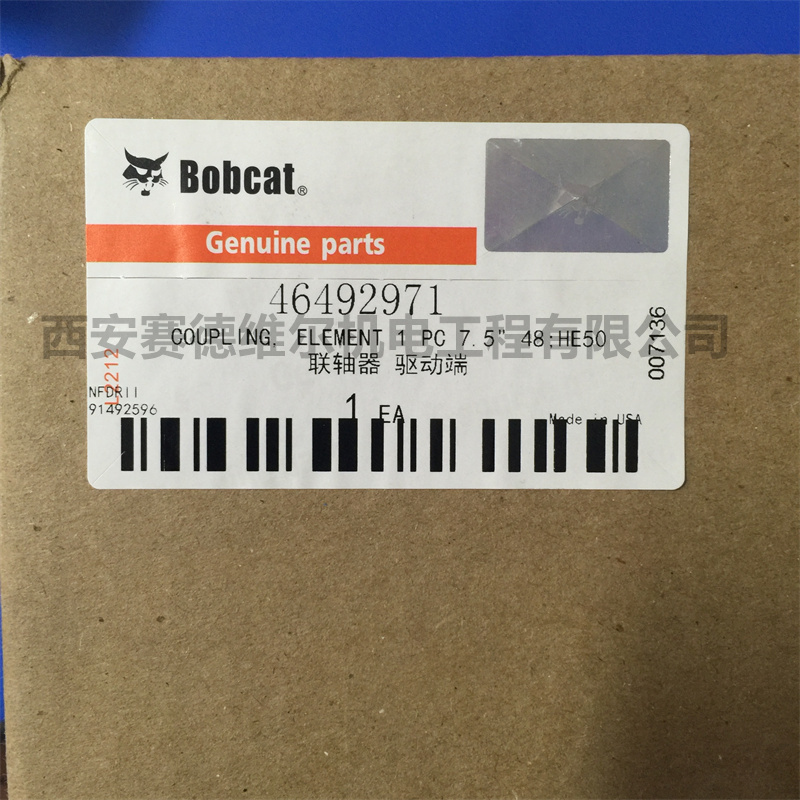 Bobcat®
Genuine parts
46492971
西安赛德维尔机电工程有限公司
COUPLING, ELEMENT 1 PC 7.5" 48:HE50
联轴器 驱动端
007136
L2212
NFDRII
91492596
1 EA
Made in USA